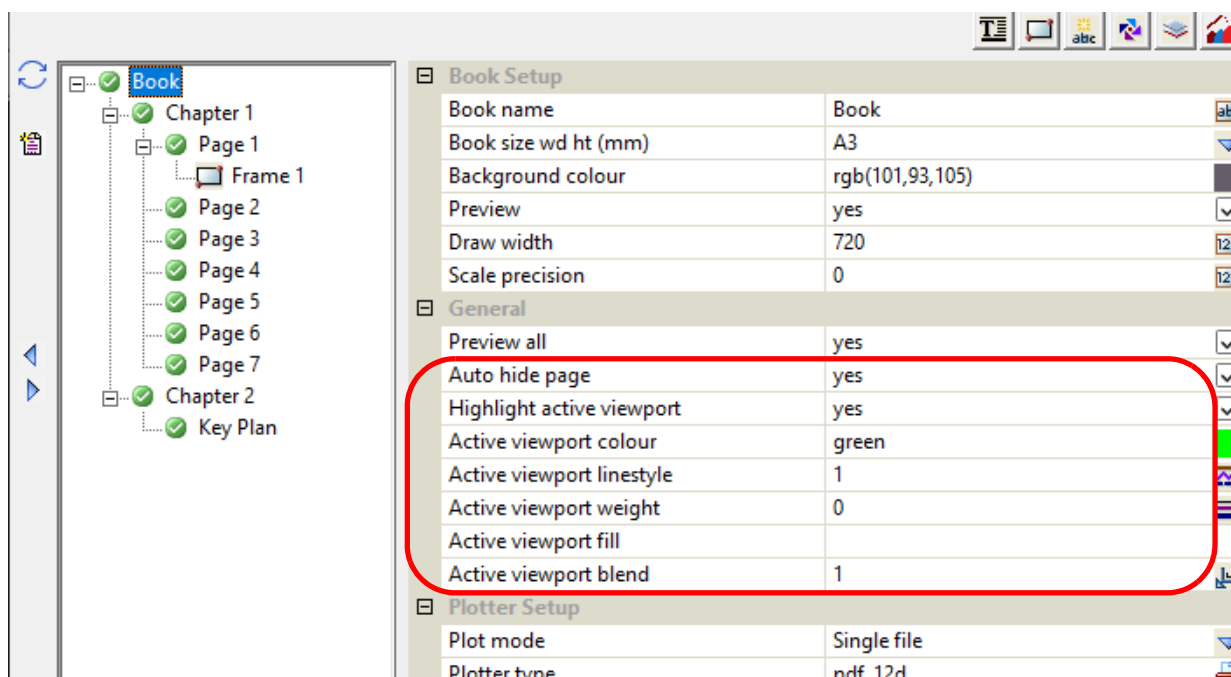 abc
Book
Chapter 1
Page 1
Frame 1
Page 2
Page 3
Page 4
Page 5
Page 6
Page 7
Chapter 2
Key Plan
Book Setup
Book name Book
Book size wd ht (mm) A3
Background colour rgb(101,93,105)
Preview yes
Draw width 720
Scale precision 0
General
Preview all yes
Auto hide page yes
Highlight active viewport yes
Active viewport colour green
Active viewport linestyle 1
Active viewport weight 0
Active viewport fill
Active viewport blend 1
Plotter Setup
Plot mode Single file
Plotter type pdf_12d